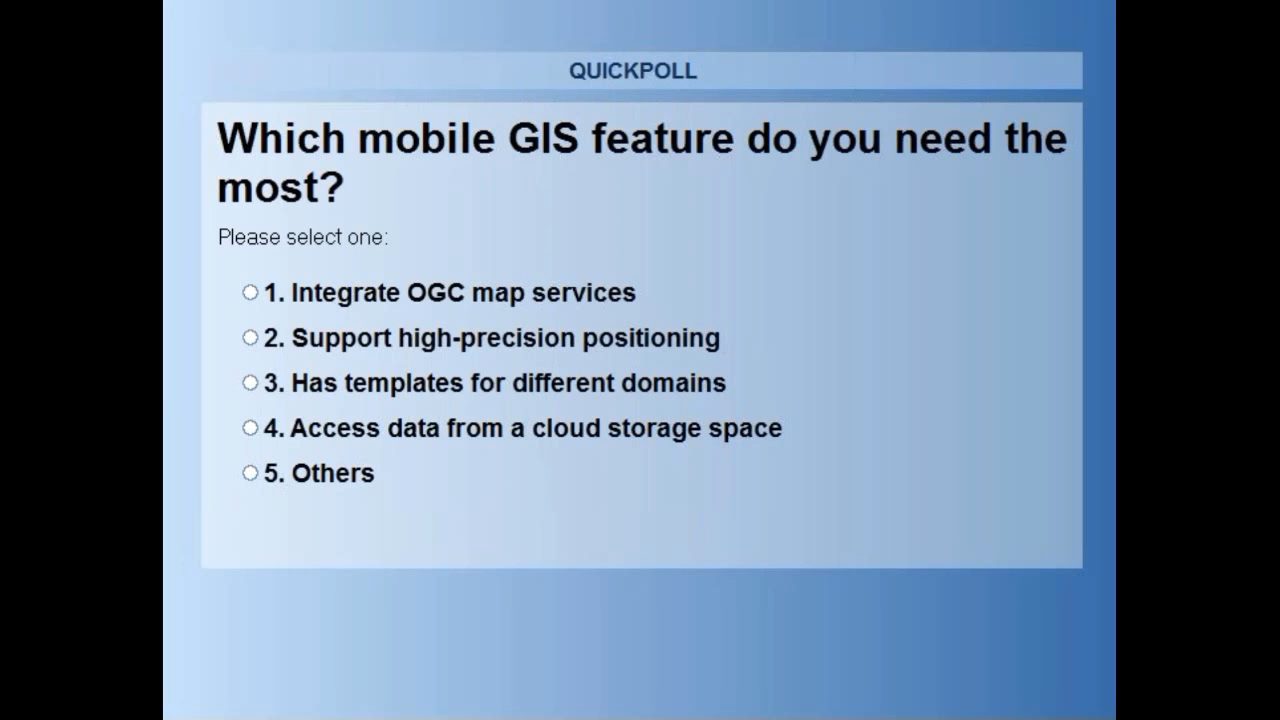 QUICKPOLL
Which mobile GIS feature do you need the
most?
Please select one:
1. Integrate OGC map services
2. Support high-precision positioning
3. Has templates for different domains
4. Access data from a cloud storage space
5. Others